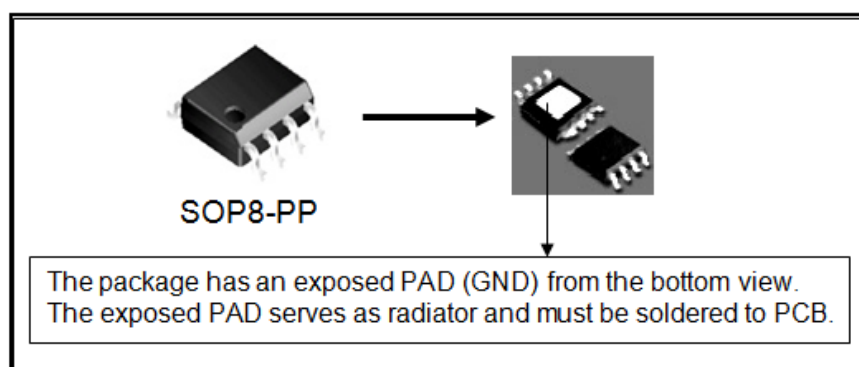 SOP8-PP
The package has an exposed PAD (GND) from the bottom view.
The exposed PAD serves as radiator and must be soldered to PCB.